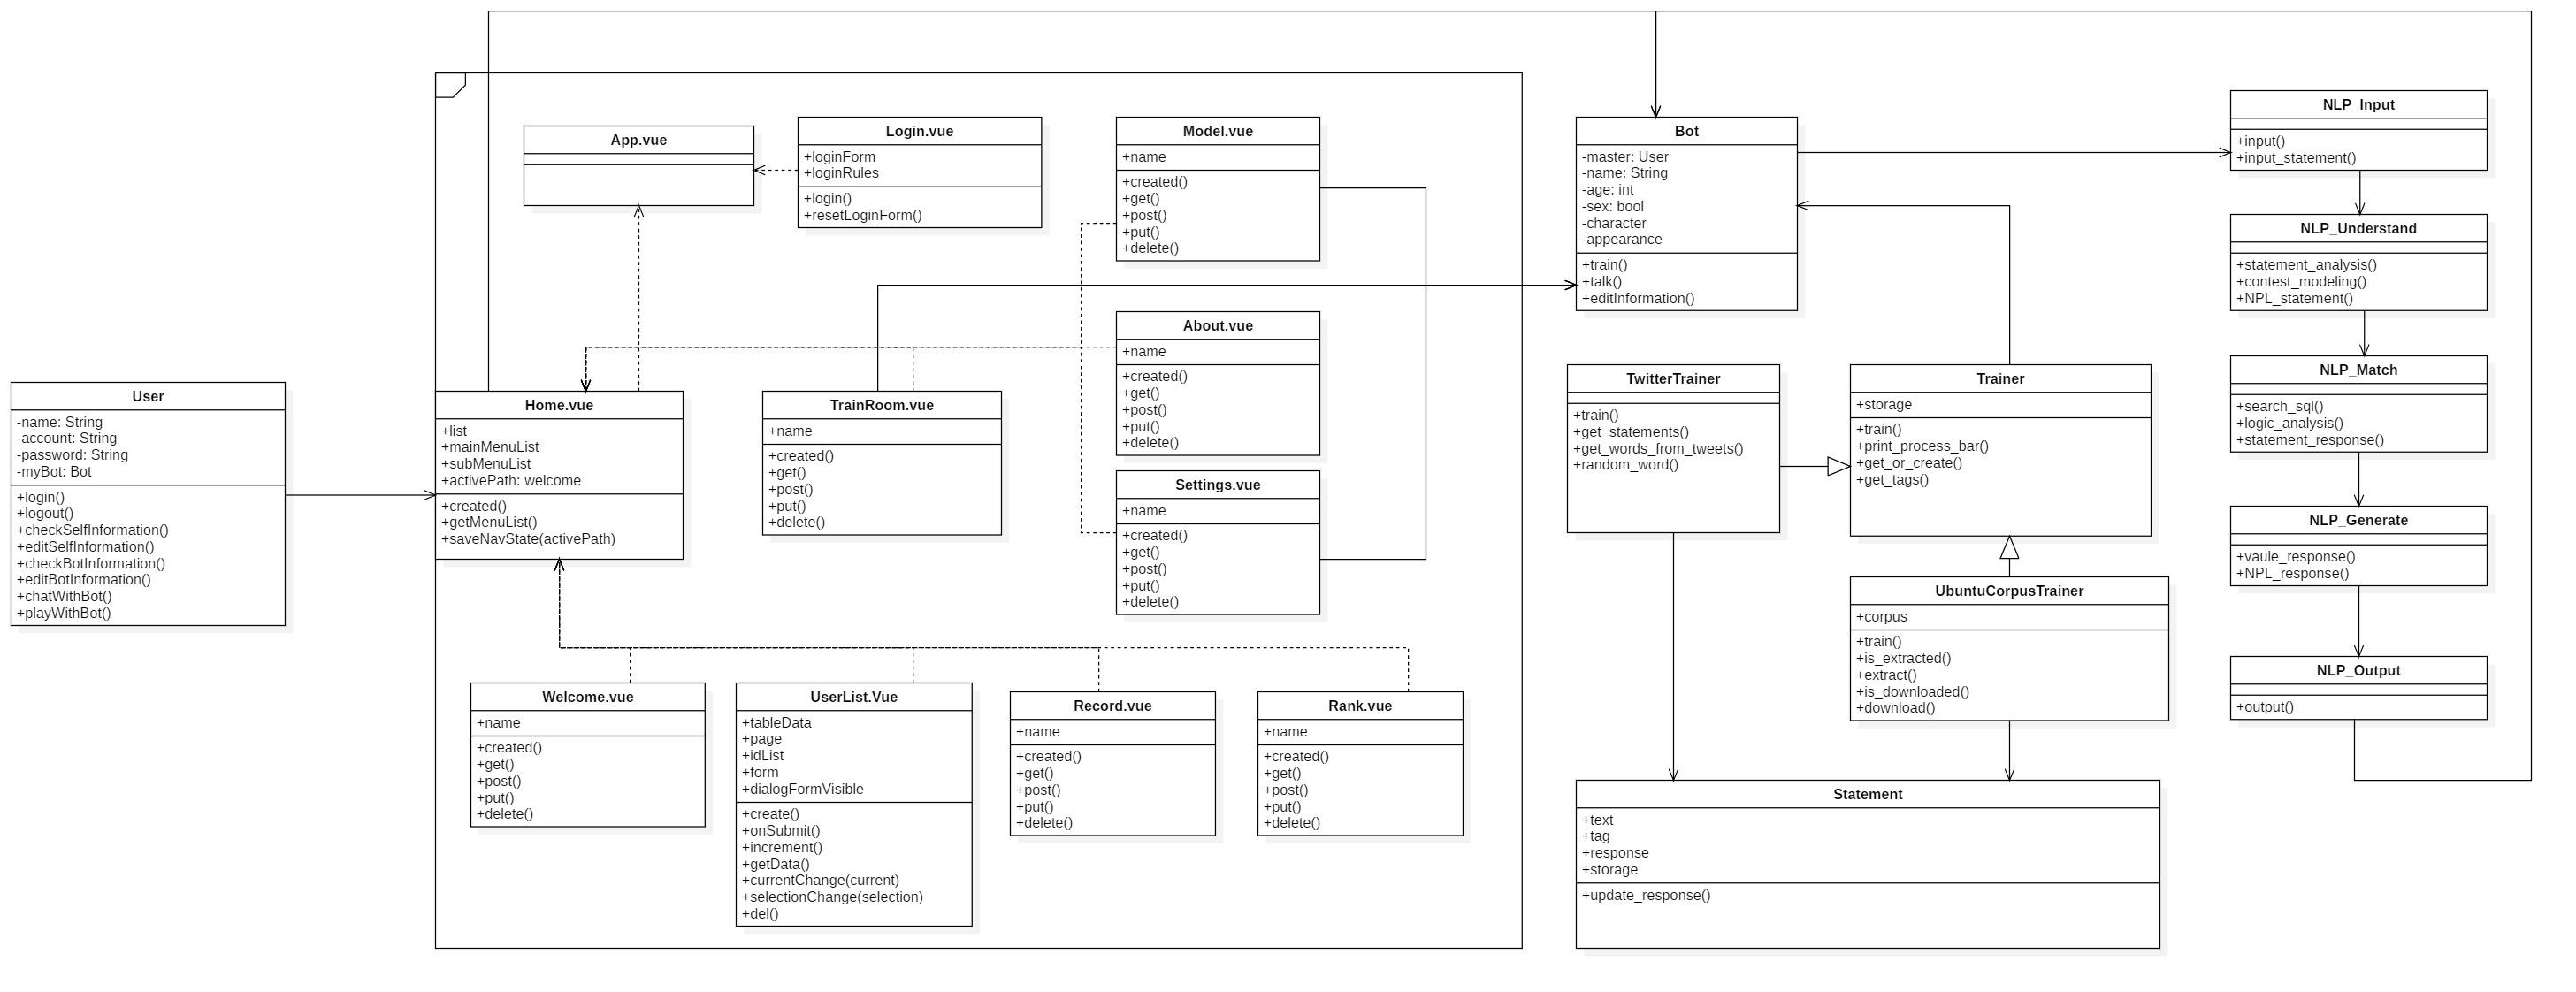 User
-name: String
-account: String
-password: String
-myBot: Bot
+login()
+logout()
+checkSelfInformation()
+editSelfInformation()
+checkBotInformation()
+editBotInformation()
+chatWithBot()
+playWithBot()
App.vue
Login.vue
+loginForm
+loginRules
+login()
+resetLoginForm()
Model.vue
+name
+created()
+get()
+post()
+put()
+delete()
About.vue
+name
+created()
+get()
+post()
+put()
+delete()
Home.vue
+list
+mainMenuList
+subMenuList
+activePath: welcome
+created()
+getMenuList()
+saveNavState(activePath)
TrainRoom.vue
+name
+created()
+get()
+post()
+put()
+delete()
Settings.vue
+name
+created()
+get()
+post()
+put()
+delete()
Welcome.vue
+name
+created()
+get()
+post()
+put()
+delete()
UserList.Vue
+tableData
+page
+idList
+form
+dialogFormVisible
+create()
+onSubmit()
+increment()
+getData()
+currentChange(current)
+selectionChange(selection)
+del()
Record.vue
+name
+created()
+get()
+post()
+put()
+delete()
Rank.vue
+name
+created()
+get()
+post()
+put()
+delete()
Bot
-master: User
-name: String
-age: int
-sex: bool
-character
-appearance
+train()
+talk()
+editInformation()
TwitterTrainer
+train()
+get_statements()
+get_words_from_tweets()
+random_word()
Trainer
+storage
+train()
+print_process_bar()
+get_or_create()
+get_tags()
UbuntuCorpusTrainer
+corpus
+train()
+is_extracted()
+extract()
+is_downloaded()
+download()
Statement
+text
+tag
+response
+storage
+update_response()
NLP_Input
+input()
+input_statement()
NLP_Understand
+statement_analysis()
+contest_modeling()
+NPL_statement()
NLP_Match
+search_sql()
+logic_analysis()
+statement_response()
NLP_Generate
+vaule_response()
+NPL_response()
NLP_Output
+output()